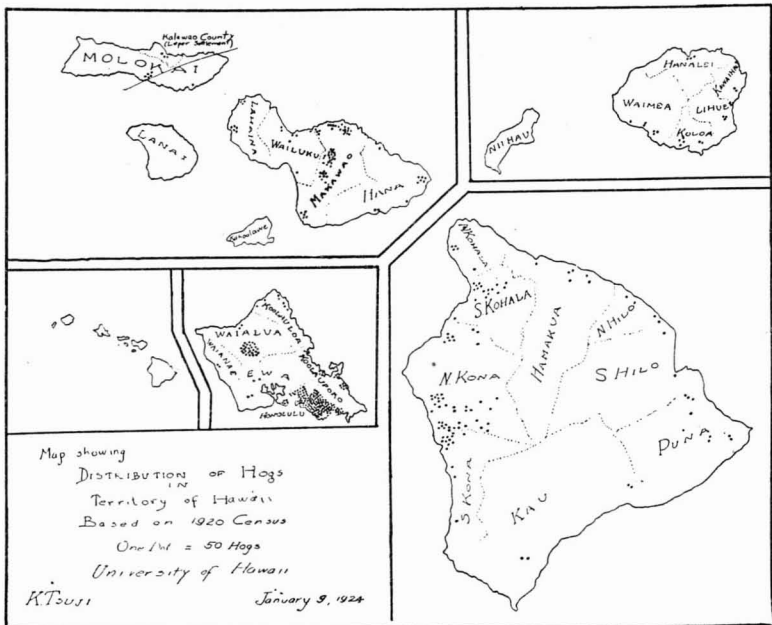 Kalawao County
(Leper Settlement)
MOLOKAI
LANAI
LAHAINA
WAILUKU
MAKAWAO
HANA
HANALEI
WAIMEA
LIHUE
KOLOA
NIIHAU
WAIALUA
KOOLAULOA
WAIANAE
EWA
KOOLAUPOKO
HONOLULU
N KOHALA
S KOHALA
HAMAKUA
N HILO
S HILO
N KONA
PUNA
S KONA
KAU
Map showing
DISTRIBUTION OF HOGS
IN
Territory of Hawaii
Based on 1920 Census
One Dot = 50 Hogs
University of Hawaii
K. TSUJI
January 9, 1924